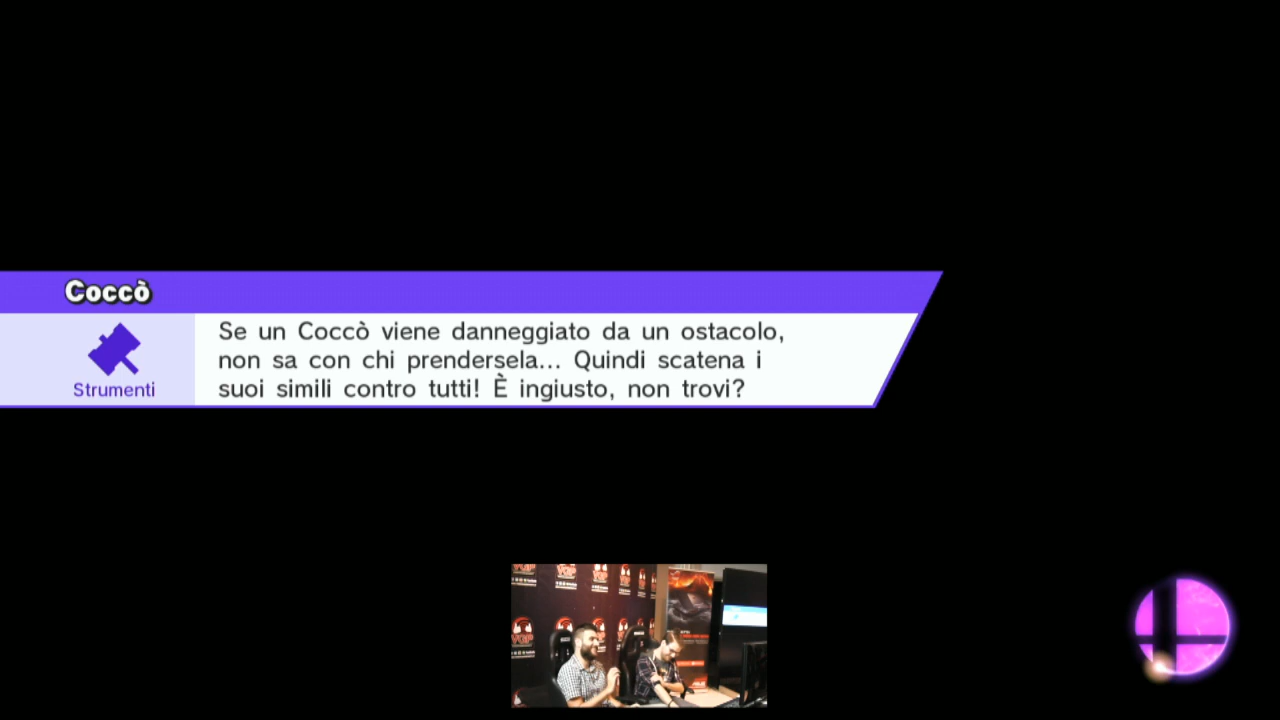 Coccò
Strumenti
Se un Coccò viene danneggiato da un ostacolo,
non sa con chi prendersela... Quindi scatena i
suoi simili contro tutti! È ingiusto, non trovi?